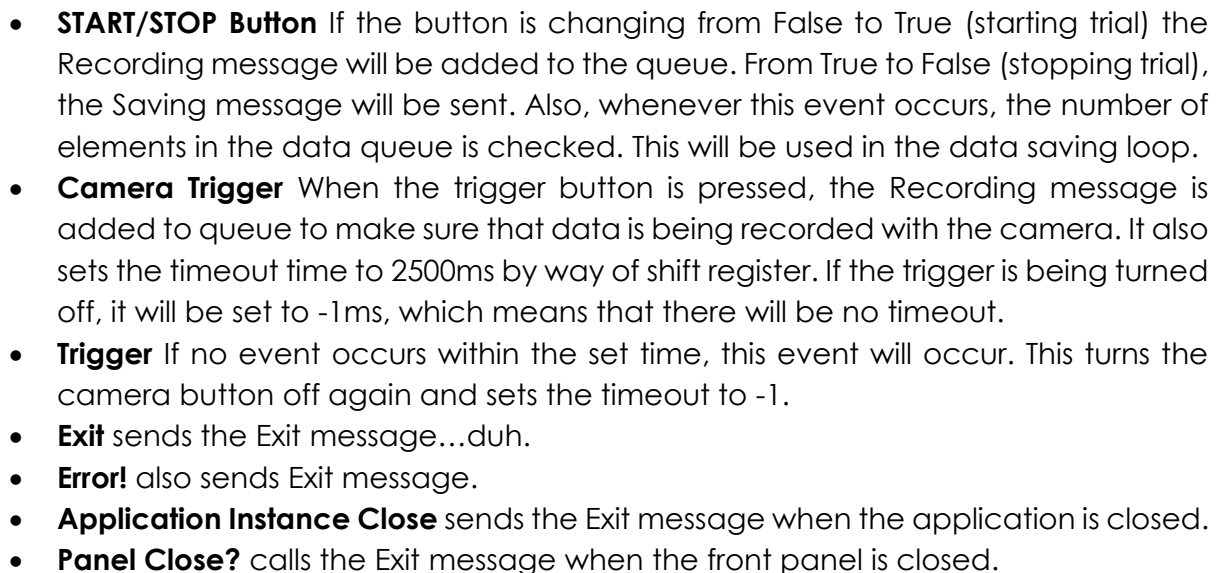 • START/STOP Button If the button is changing from False to True (starting trial) the
Recording message will be added to the queue. From True to False (stopping trial),
the Saving message will be sent. Also, whenever this event occurs, the number of
elements in the data queue is checked. This will be used in the data saving loop.
• Camera Trigger When the trigger button is pressed, the Recording message is
added to queue to make sure that data is being recorded with the camera. It also
sets the timeout time to 2500ms by way of shift register. If the trigger is being turned
off, it will be set to -1ms, which means that there will be no timeout.
• Trigger If no event occurs within the set time, this event will occur. This turns the
camera button off again and sets the timeout to -1.
• Exit sends the Exit message…duh.
• Error! also sends Exit message.
• Application Instance Close sends the Exit message when the application is closed.
• Panel Close? calls the Exit message when the front panel is closed.